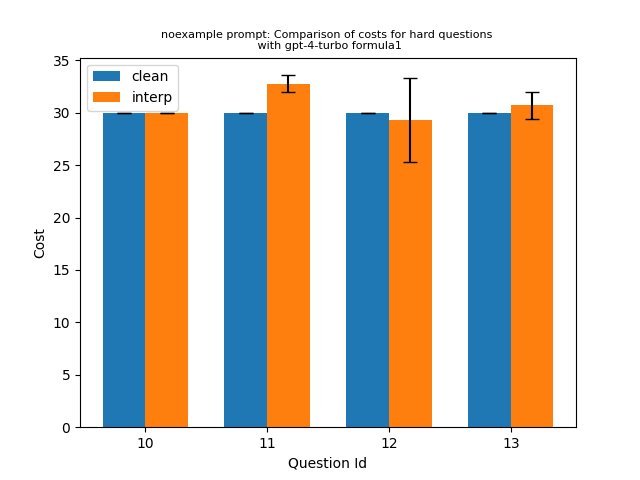 noexample prompt: Comparison of costs for hard questions
with gpt-4-turbo formula1
clean
interp
35
30
25
20
15
10
5
0
Cost
10 11 12 13
Question Id